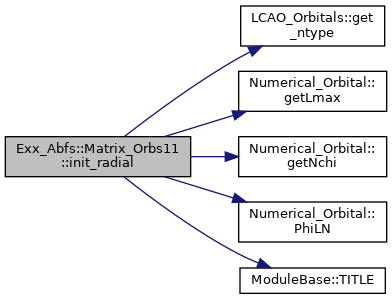 LCAO_Orbitals::get
_ntype
Numerical_Orbital::
getLmax
Exx_Abfs::Matrix_Orbs11
::init_radial
Numerical_Orbital::
getNchi
Numerical_Orbital::
PhiLN
ModuleBase::TITLE